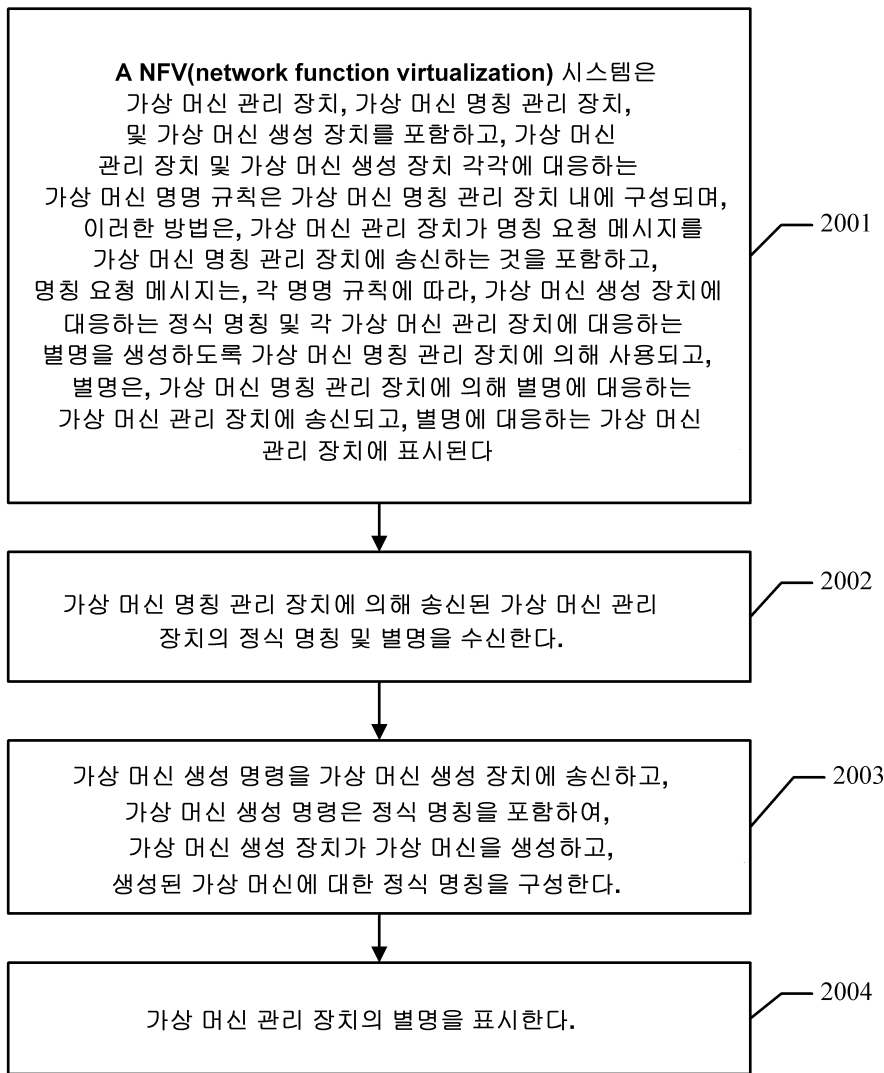 A NFV(network function virtualization) 시스템은
가상 머신 관리 장치, 가상 머신 명칭 관리 장치,
및 가상 머신 생성 장치를 포함하고, 가상 머신
관리 장치 및 가상 머신 생성 장치 각각에 대응하는
가상 머신 명명 규칙은 가상 머신 명칭 관리 장치 내에 구성되며,
이러한 방법은, 가상 머신 관리 장치가 명칭 요청 메시지를
가상 머신 명칭 관리 장치에 송신하는 것을 포함하고,
명칭 요청 메시지는, 각 명명 규칙에 따라, 가상 머신 생성 장치에
대응하는 정식 명칭 및 각 가상 머신 관리 장치에 대응하는
별명을 생성하도록 가상 머신 명칭 관리 장치에 의해 사용되고,
별명은, 가상 머신 명칭 관리 장치에 의해 별명에 대응하는
가상 머신 관리 장치에 송신되고, 별명에 대응하는 가상 머신
관리 장치에 표시된다
2001
가상 머신 명칭 관리 장치에 의해 송신된 가상 머신 관리
장치의 정식 명칭 및 별명을 수신한다.
2002
가상 머신 생성 명령을 가상 머신 생성 장치에 송신하고,
가상 머신 생성 명령은 정식 명칭을 포함하여,
가상 머신 생성 장치가 가상 머신을 생성하고,
생성된 가상 머신에 대한 정식 명칭을 구성한다.
2003
가상 머신 관리 장치의 별명을 표시한다.
2004